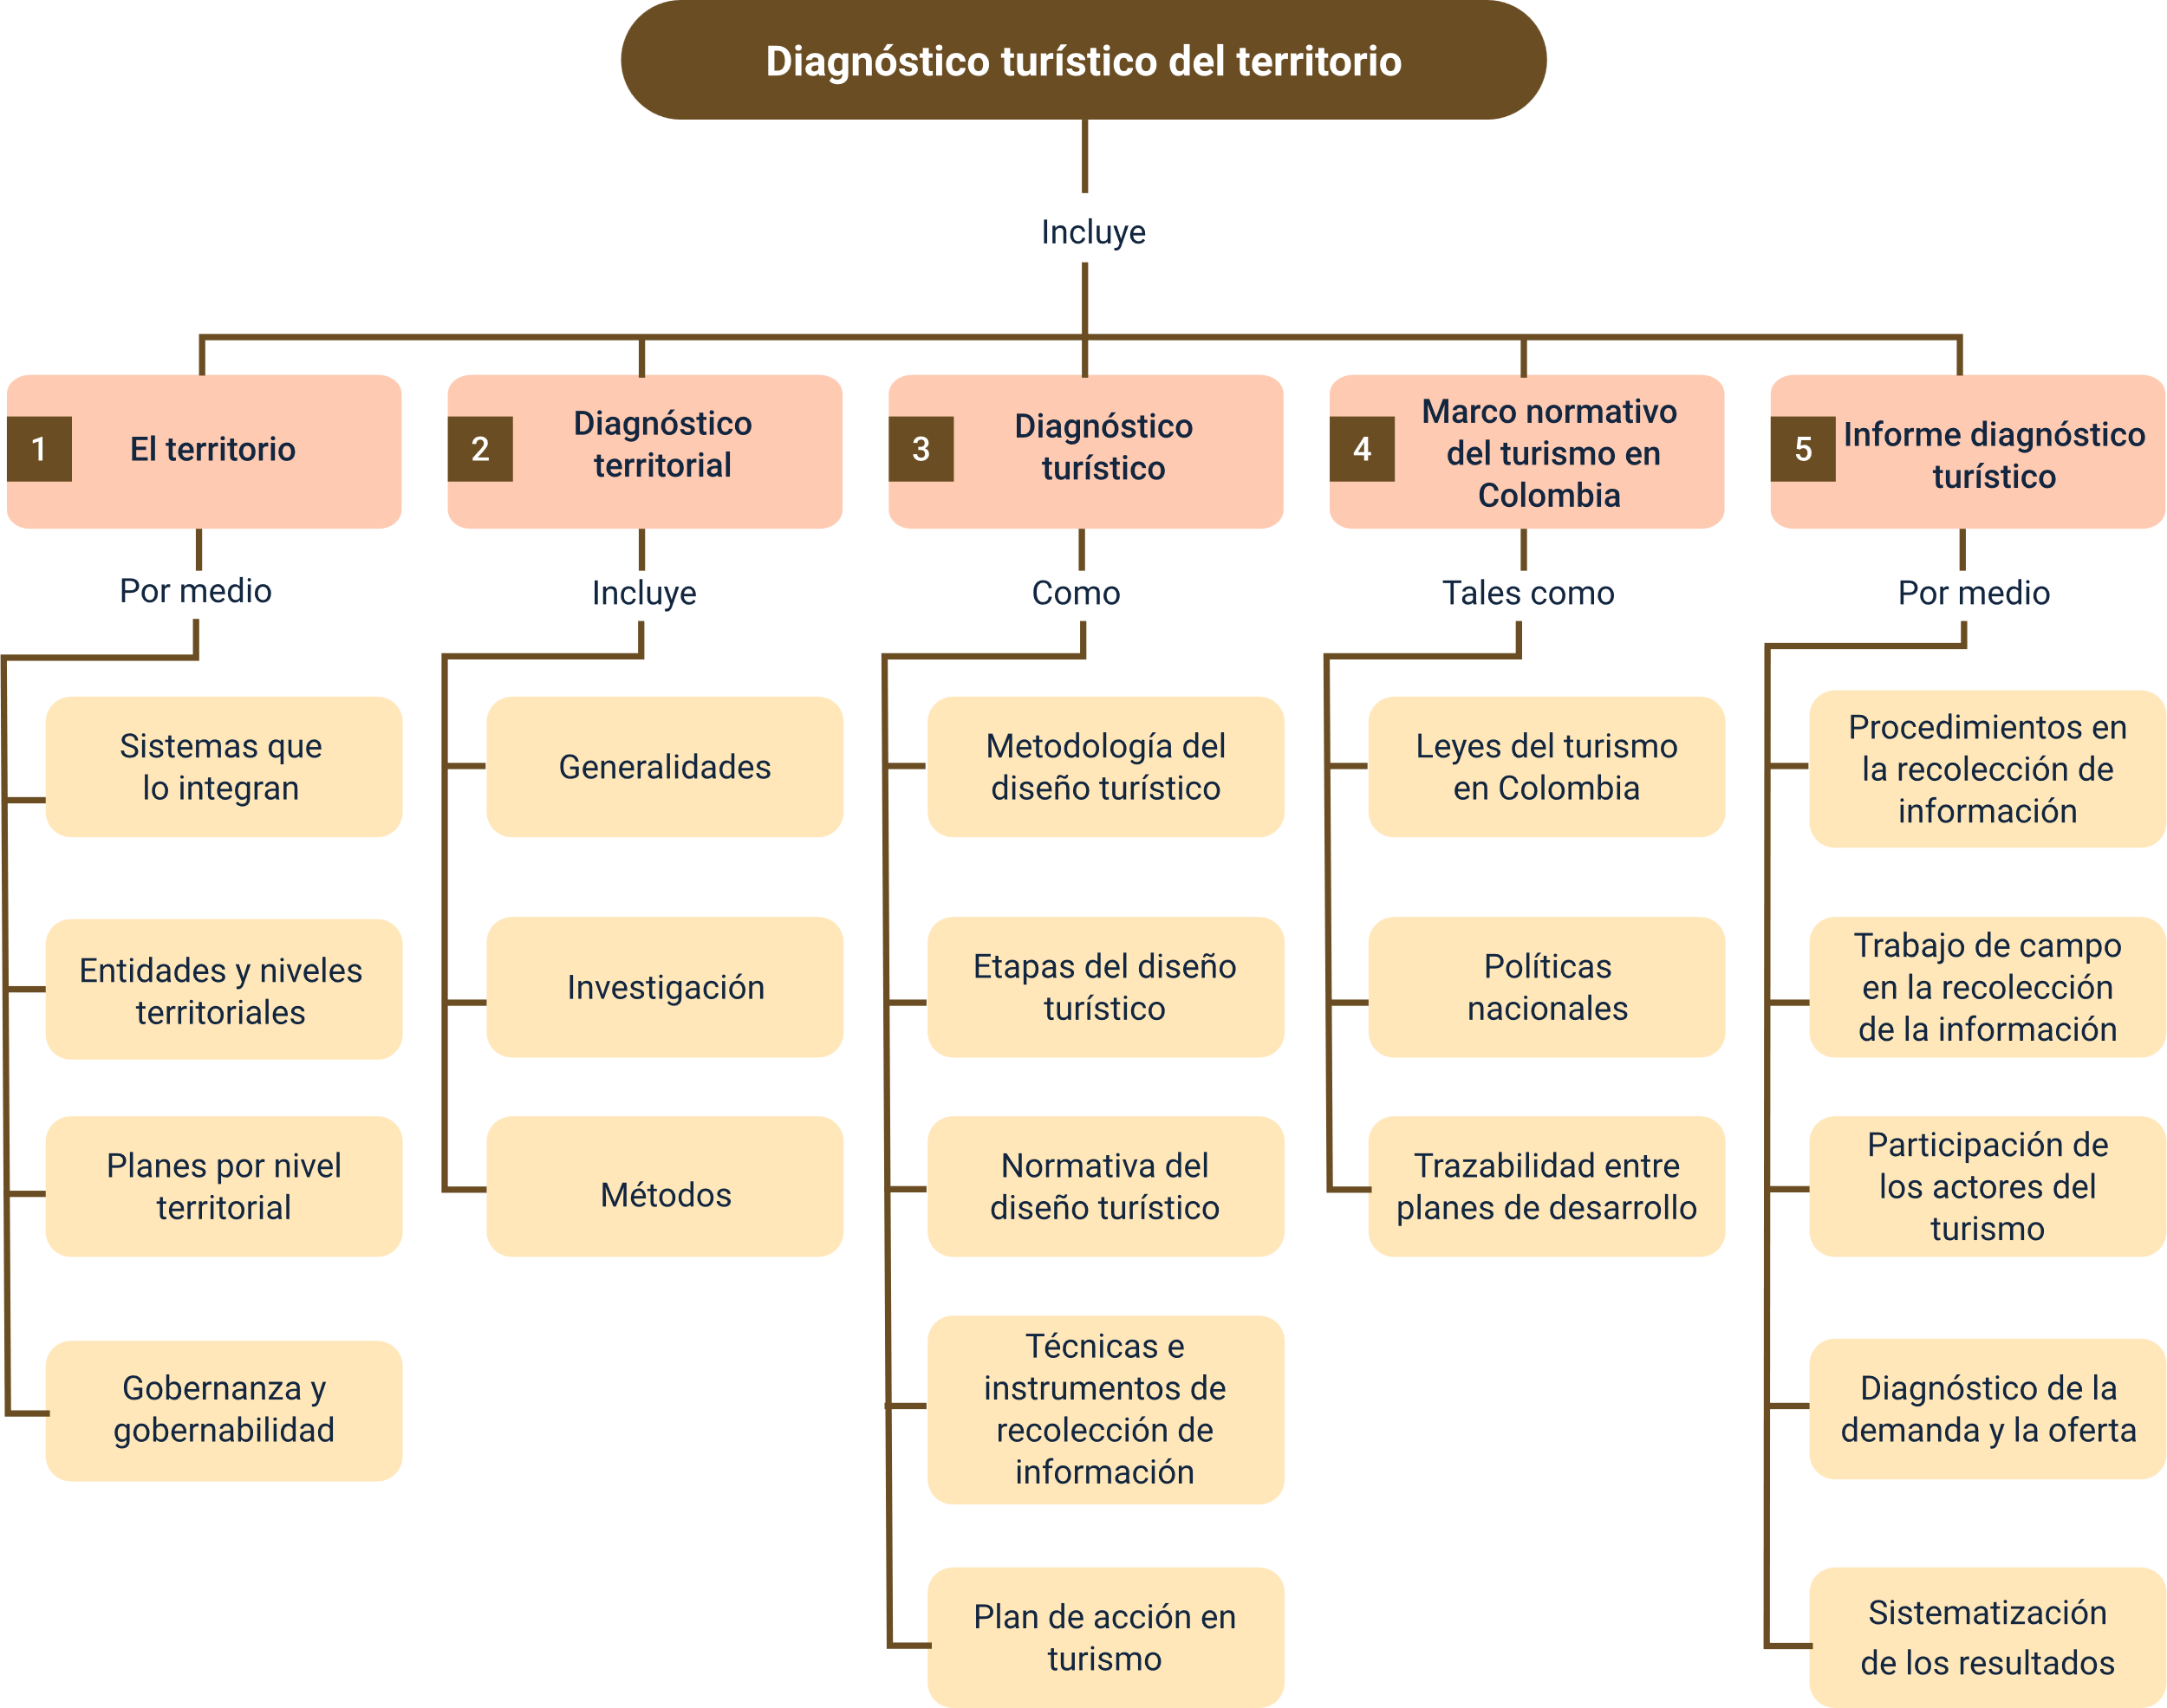 Diagnóstico turístico del territorio
Incluye
1
El territorio
Por medio
Sistemas que
lo integran
Entidades y niveles
territoriales
Planes por nivel
territorial
Gobernanza y
gobernabilidad
2
Diagnóstico
territorial
Incluye
Generalidades
Investigación
Métodos
3
Diagnóstico
turístico
Como
Metodología del
diseño turístico
Etapas del diseño
turístico
Normativa del
diseño turístico
Técnicas e
instrumentos de
recolección de
información
Plan de acción en
turismo
4
Marco normativo
del turismo en
Colombia
Tales como
Leyes del turismo
en Colombia
Políticas
nacionales
Trazabilidad entre
planes de desarrollo
5
Informe diagnóstico
turístico
Por medio
Procedimientos en
la recolección de
información
Trabajo de campo
en la recolección
de la información
Participación de
los actores del
turismo
Diagnóstico de la
demanda y la oferta
Sistematización
de los resultados